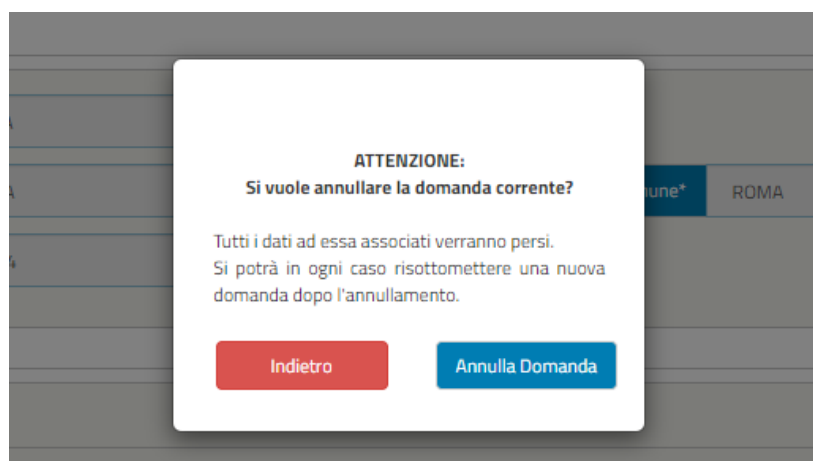 ATTENZIONE:
Si vuole annullare la domanda corrente?
Tutti i dati ad essa associati verranno persi.
Si potrà in ogni caso risottomettere una nuova
domanda dopo l'annullamento.
Indietro
Annulla Domanda
ROMA